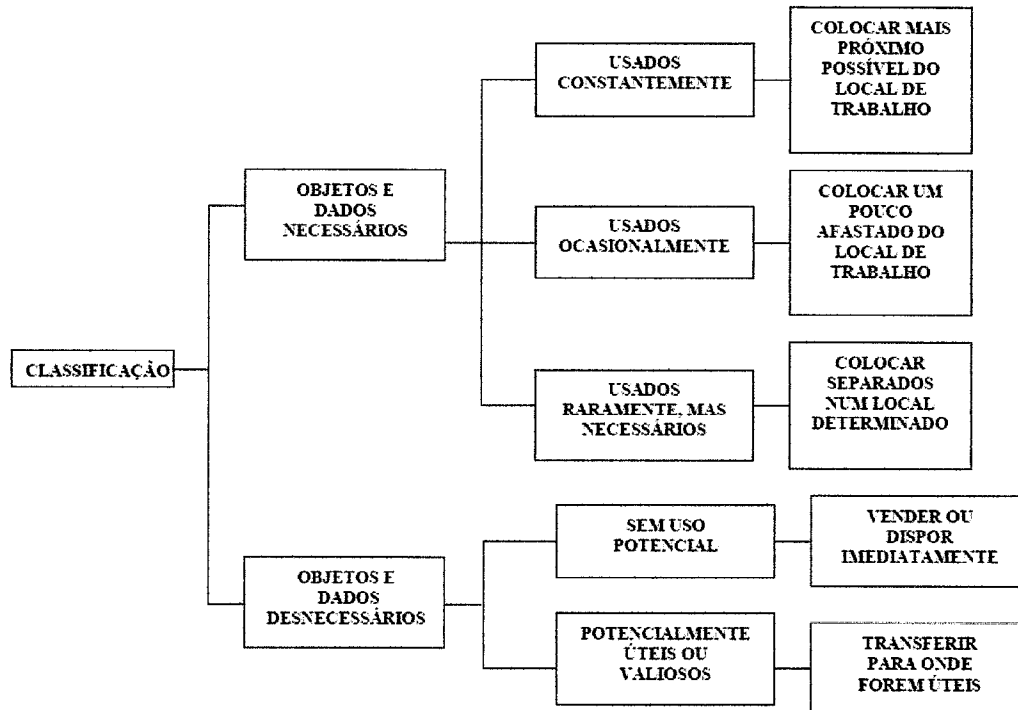 CLASSIFICAÇÃO
OBJETOS E
DADOS
NECESSÁRIOS
USADOS
CONSTANTEMENTE
COLOCAR MAIS
PRÓXIMO
POSSÍVEL DO
LOCAL DE
TRABALHO
USADOS
OCASIONALMENTE
COLOCAR UM
POUCO
AFASTADO DO
LOCAL DE
TRABALHO
USADOS
RARAMENTE, MAS
NECESSÁRIOS
COLOCAR
SEPARADOS
NUM LOCAL
DETERMINADO
OBJETOS E
DADOS
DESNECESSÁRIOS
SEM USO
POTENCIAL
VENDER OU
DISPOR
IMEDIATAMENTE
POTENCIALMENTE
ÚTEIS OU
VALIOSOS
TRANSFERIR
PARA ONDE
FOREM ÚTEIS